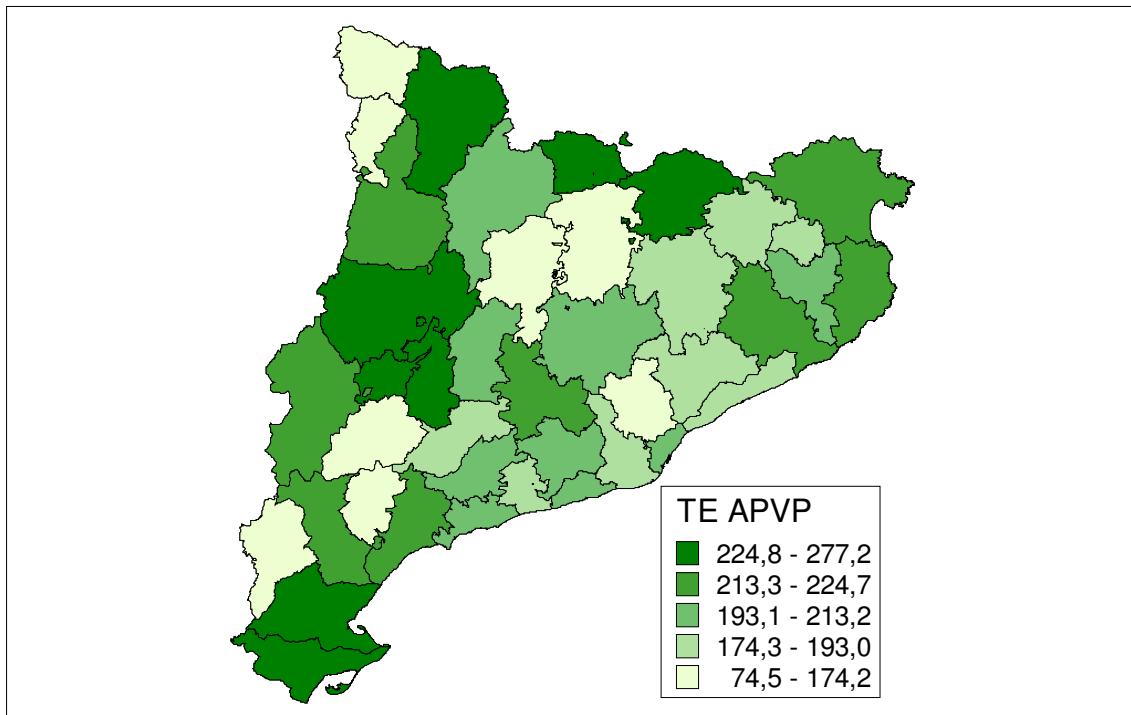 TE APVP
224,8 - 277,2
213,3 - 224,7
193,1 - 213,2
174,3 - 193,0
74,5 - 174,2